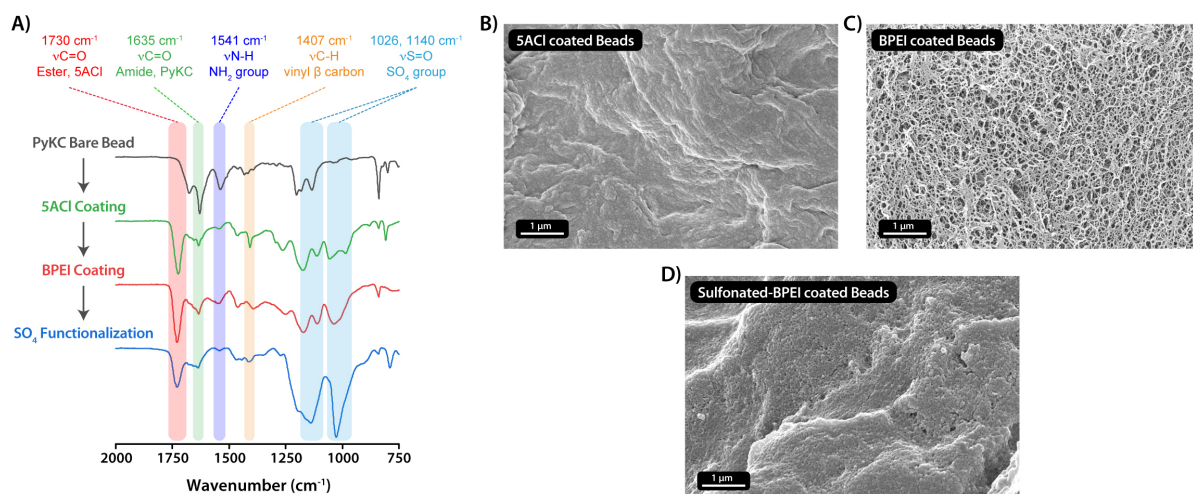 A)
1730 cm⁻¹
νC=O
Ester, 5ACl
1635 cm⁻¹
νC=O
Amide, PyKC
1541 cm⁻¹
νN-H
NH₂ group
1407 cm⁻¹
νC-H
vinyl β carbon
1026, 1140 cm⁻¹
νS=O
SO₄ group
PyKC Bare Bead
5ACl Coating
BPEI Coating
SO₄ Functionalization
2000 1750 1500 1250 1000 750
Wavenumber (cm⁻¹)
B)
5ACl coated Beads
1 µm
C)
BPEI coated Beads
1 µm
D)
Sulfonated-BPEI coated Beads
1 µm